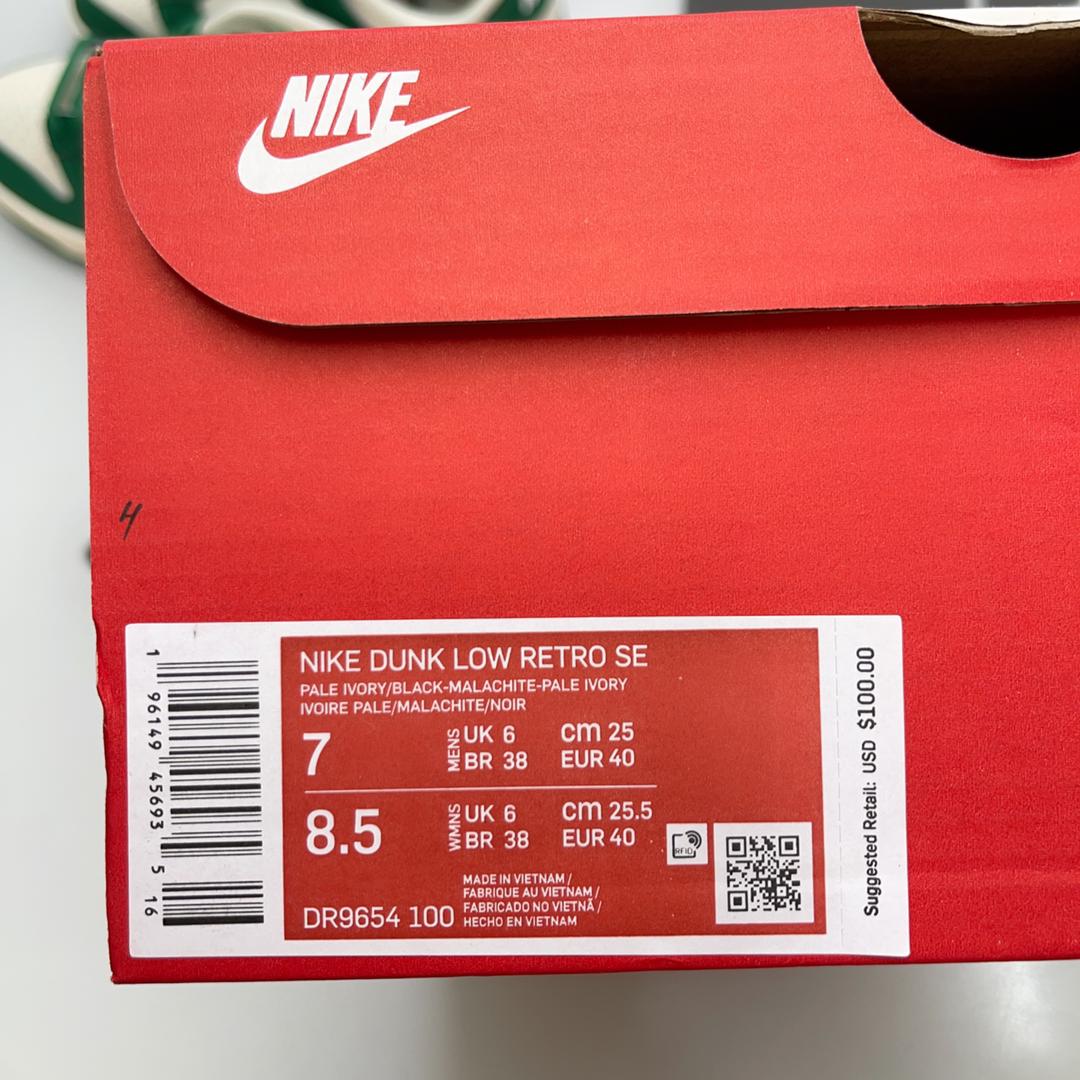 NIKE
4
NIKE DUNK LOW RETRO SE
PALE IVORY/BLACK-MALACHITE-PALE IVORY
IVOIRE PALE/MALACHITE/NOIR
7 MENS UK 6 cm 25
BR 38 EUR 40
8.5 WMNS UK 6 cm 25.5
BR 38 EUR 40
RFID
MADE IN VIETNAM /
FABRIQUE AU VIETNAM /
FABRICADO NO VIETNÃ /
HECHO EN VIETNAM
DR9654 100
1 96149 45693 5 16
Suggested Retail: USD $100.00